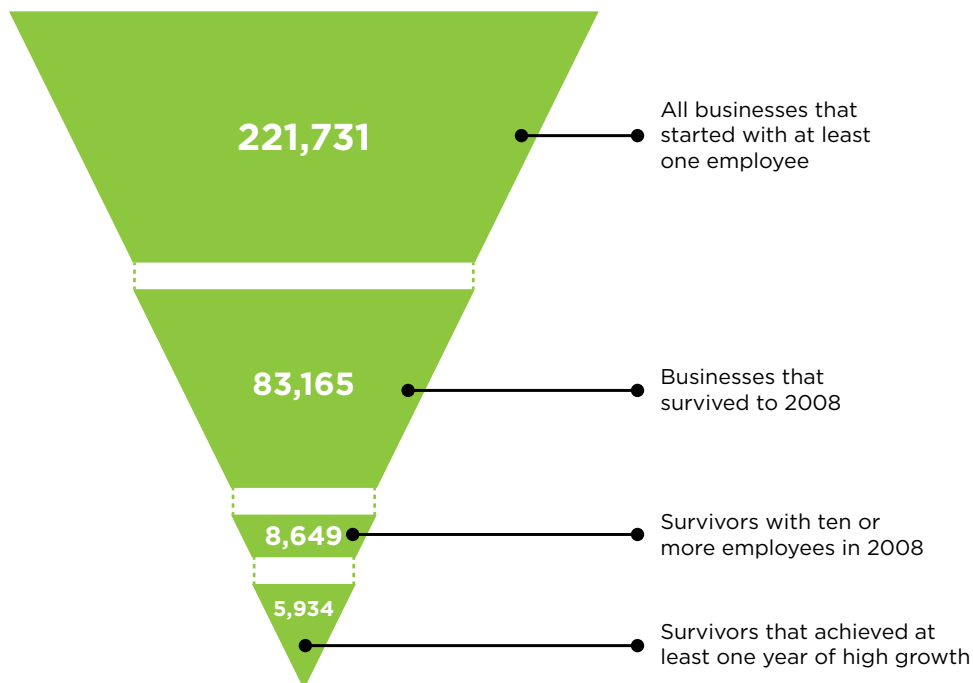 221,731
All businesses that
started with at least
one employee
83,165
Businesses that
survived to 2008
8,649
Survivors with ten or
more employees in 2008
5,934
Survivors that achieved at
least one year of high growth